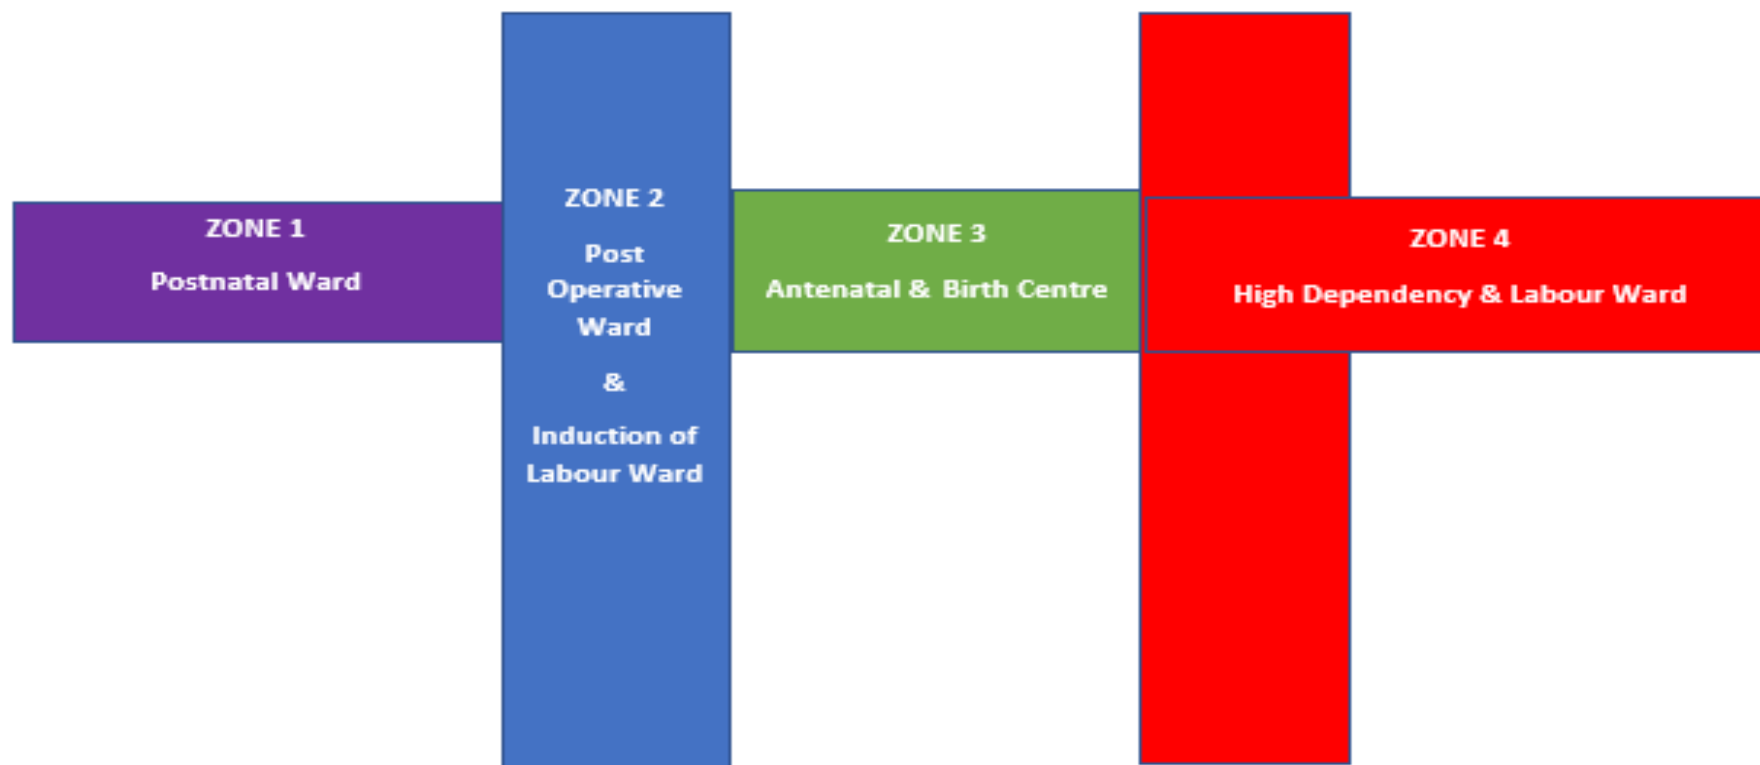 ZONE 1
Postnatal Ward
ZONE 2
Post
Operative
Ward
&
Induction of
Labour Ward
ZONE 3
Antenatal & Birth Centre
ZONE 4
High Dependency & Labour Ward